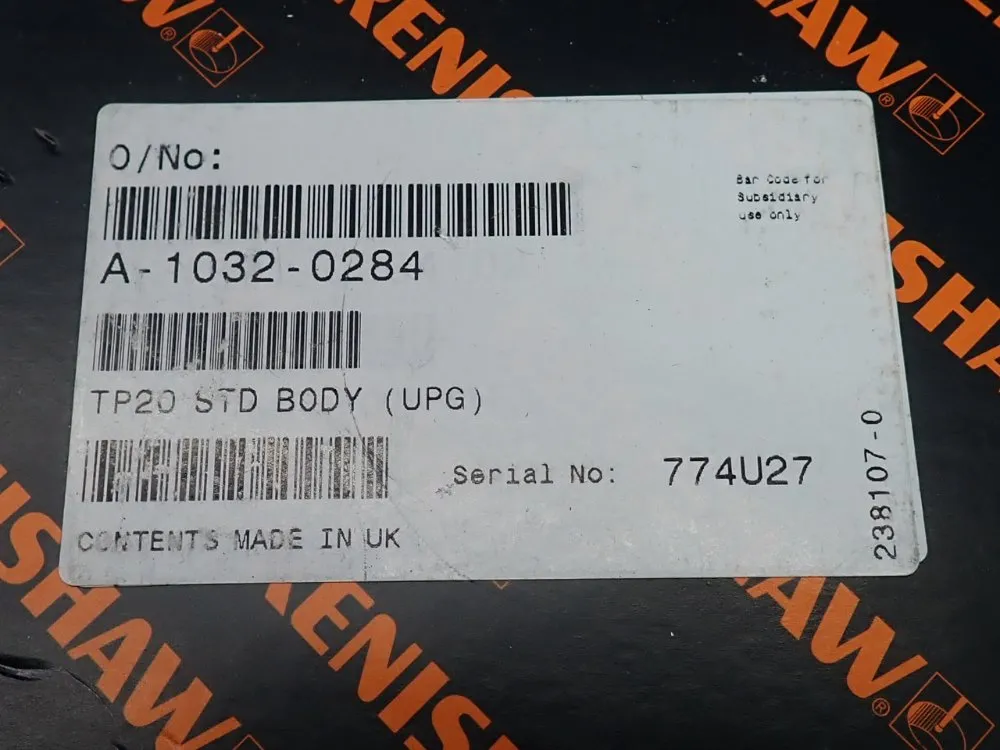 RENISHAW®
O/No:
Bar Code for
Subsidiary
use only
A-1032-0284
TP20 STD BODY (UPG)
Serial No: 774U27
CONTENTS MADE IN UK
238107-0